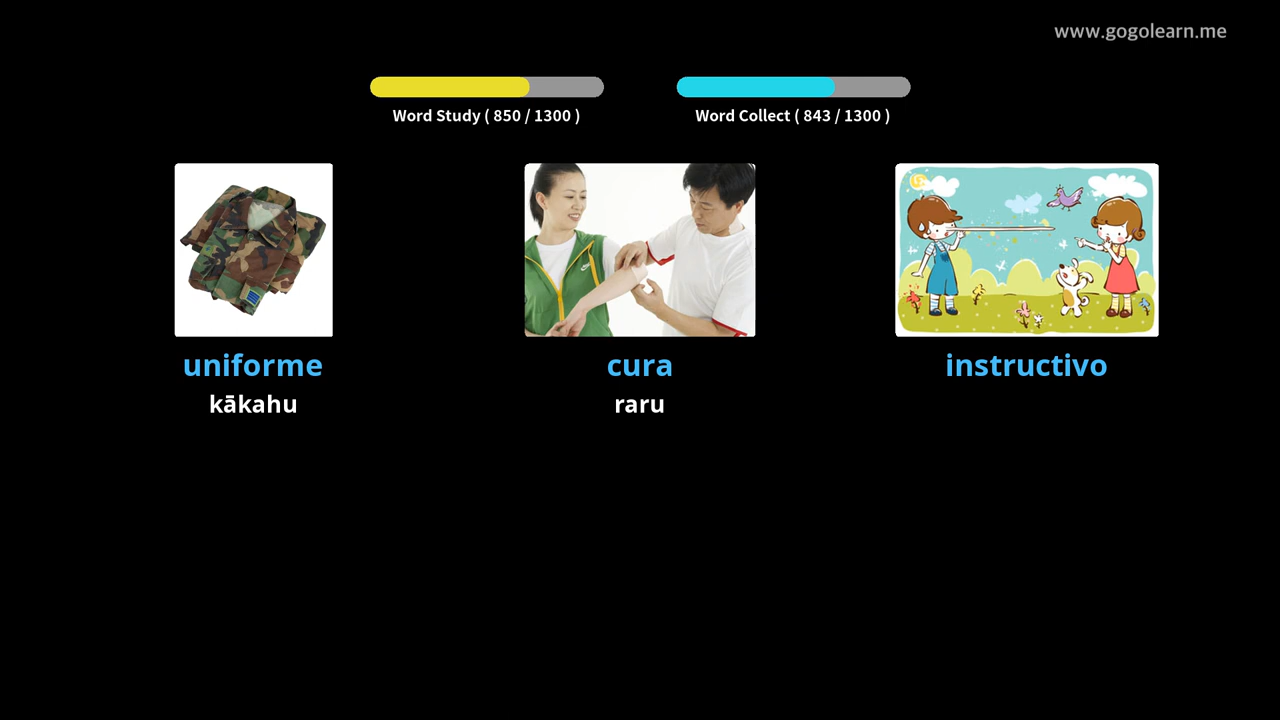 www.gogolearn.me
Word Study ( 850 / 1300 )
Word Collect ( 843 / 1300 )
uniforme
cura
instructivo
kākahu
raru